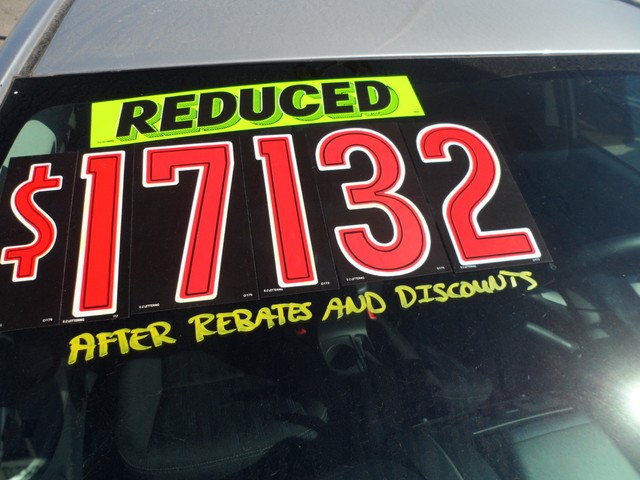 REDUCED
$17132
AFTER REBATES AND DISCOUNTS